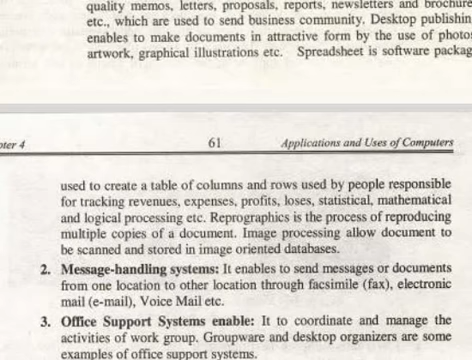 quality memos, letters, proposals, reports, newsletters and brochure
etc., which are used to send business community. Desktop publishin
enables to make documents in attractive form by the use of photo
artwork, graphical illustrations etc. Spreadsheet is software packag
pter 4 61 Applications and Uses of Computers
used to create a table of columns and rows used by people responsible
for tracking revenues, expenses, profits, loses, statistical, mathematical
and logical processing etc. Reprographics is the process of reproducing
multiple copies of a document. Image processing allow document to
be scanned and stored in image oriented databases.
2. Message-handling systems: It enables to send messages or documents
from one location to other location through facsimile (fax), electronic
mail (e-mail), Voice Mail etc.
3. Office Support Systems enable: It to coordinate and manage the
activities of work group. Groupware and desktop organizers are some
examples of office support systems.